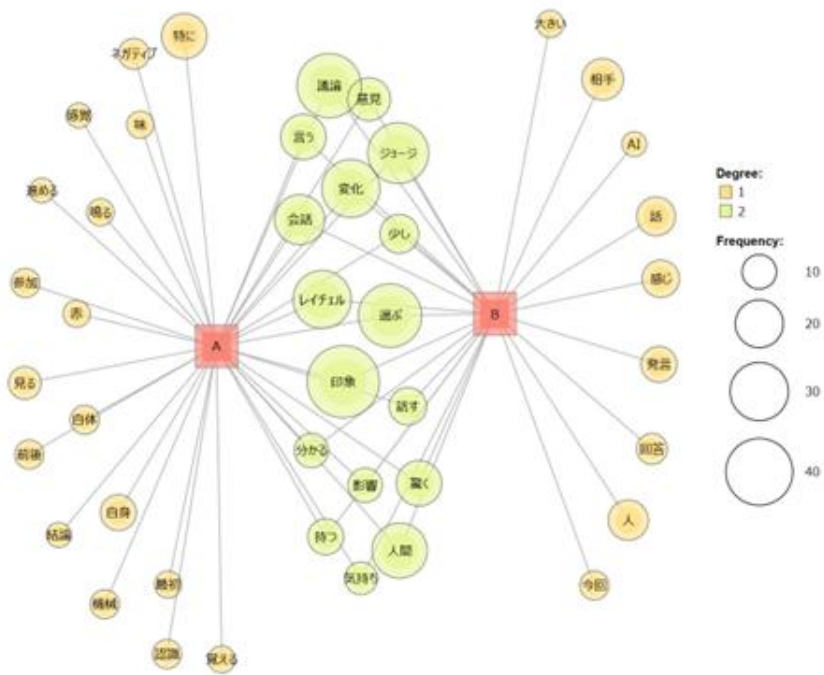 大きい
特に
ネガティブ
相手
議論
意見
感覚
味
言う
AI
ジョージ
変化
進める
鳴る
会話
話
少し
感じ
参加
レイチェル
赤
選ぶ
B
A
発言
見る
印象
話す
自体
前後
分かる
回答
影響
驚く
自身
人
結論
持つ
人間
最初
気持ち
今回
機械
認識
覚える
Degree:
1
2
Frequency:
10
20
30
40